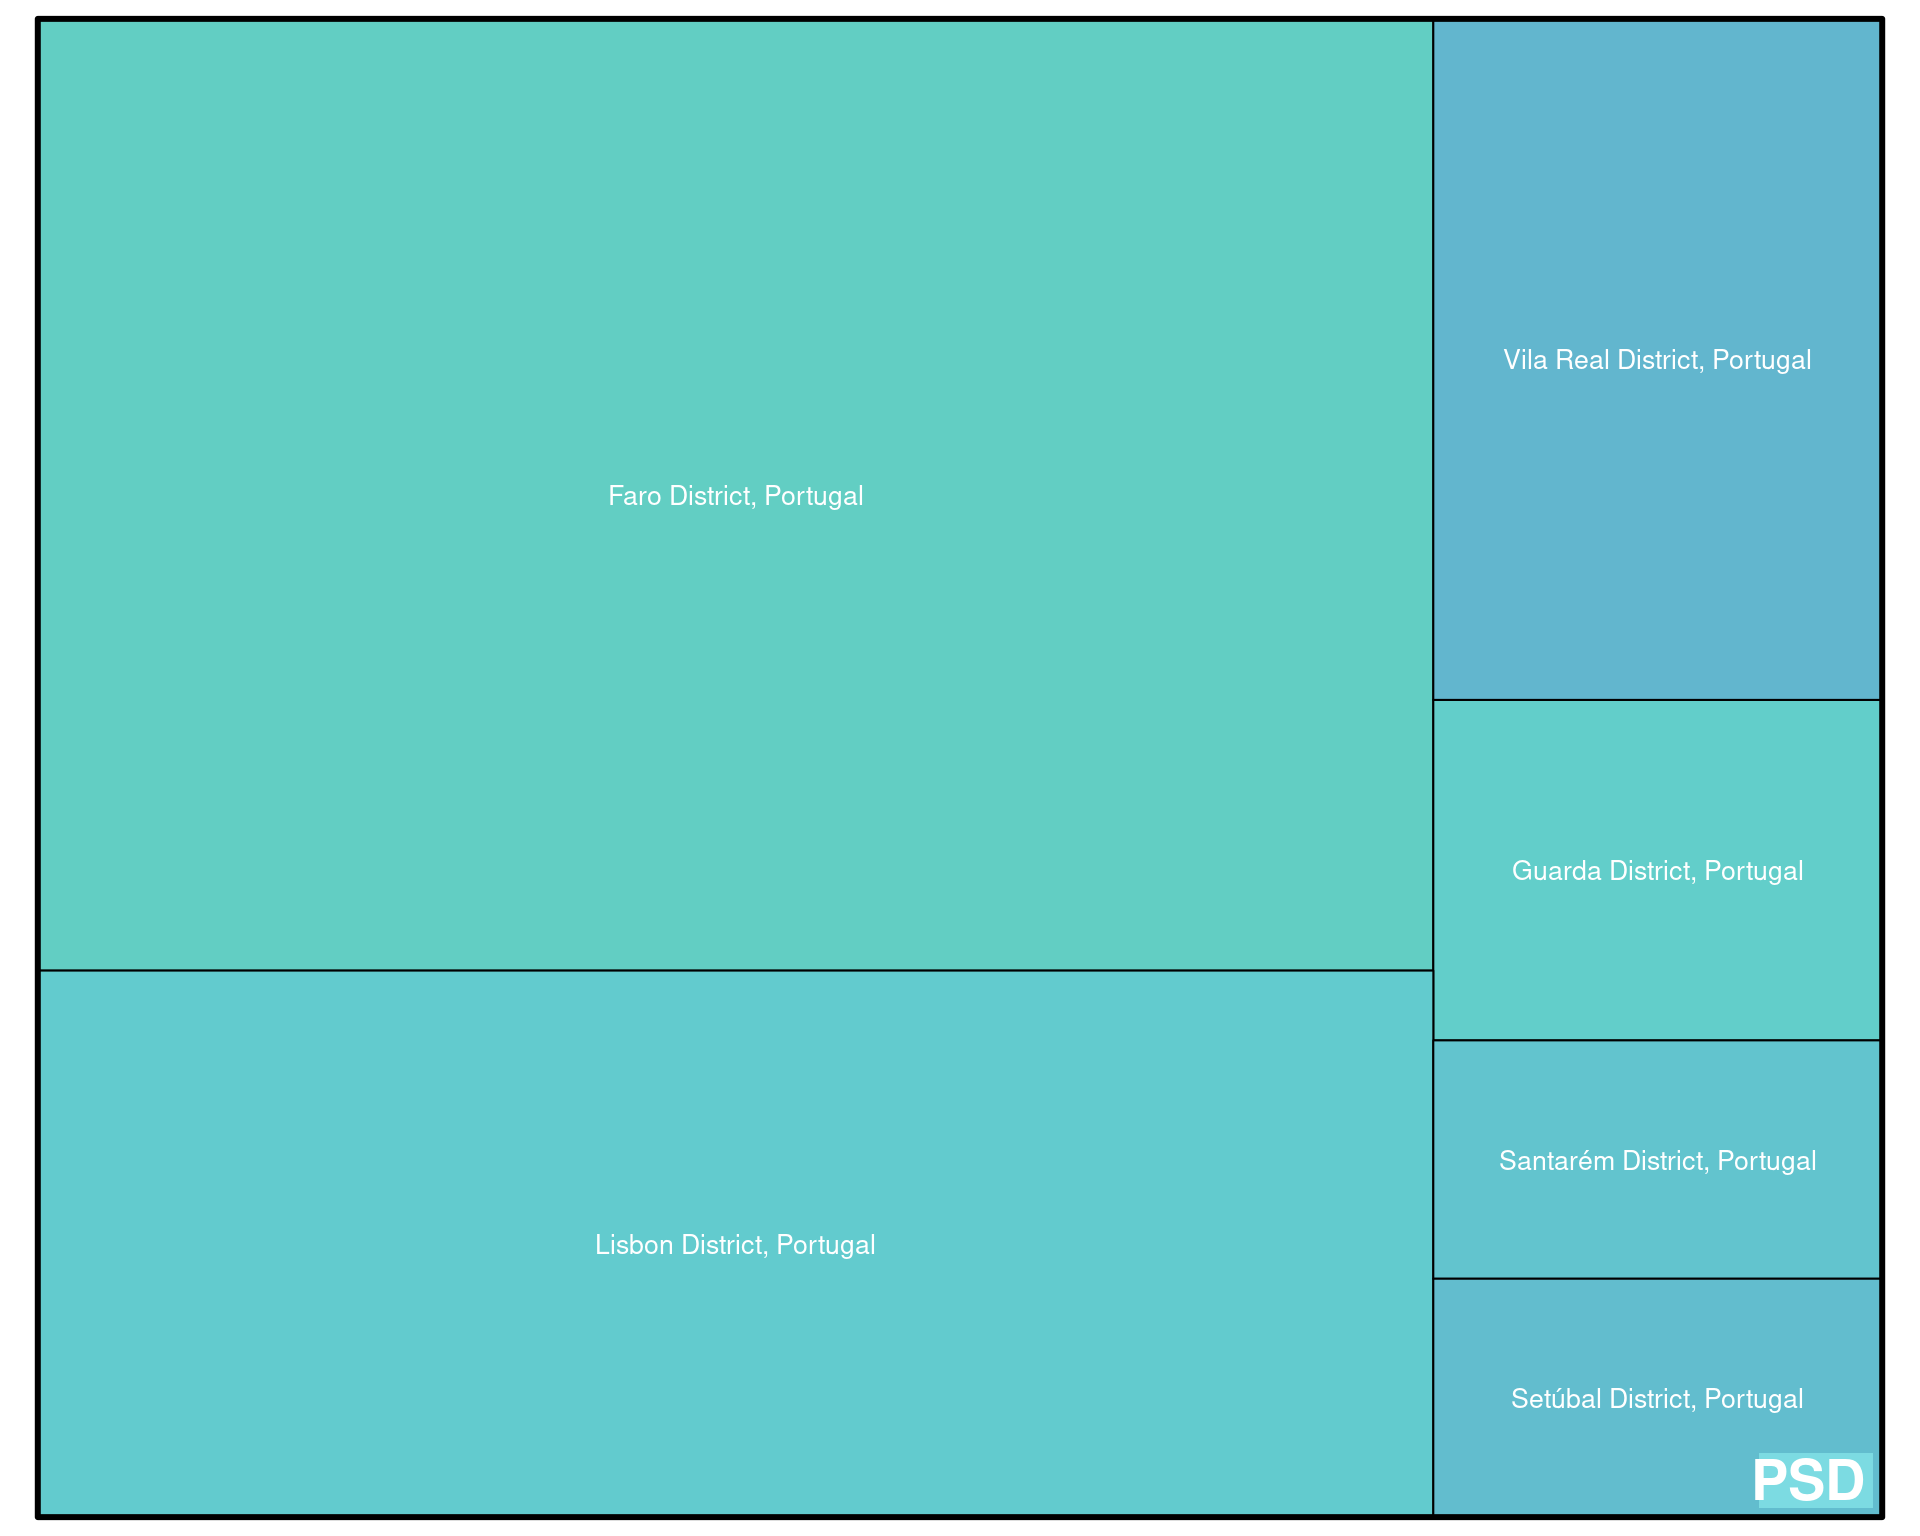 Faro District, Portugal
Lisbon District, Portugal
Vila Real District, Portugal
Guarda District, Portugal
Santarém District, Portugal
Setúbal District, Portugal
PSD